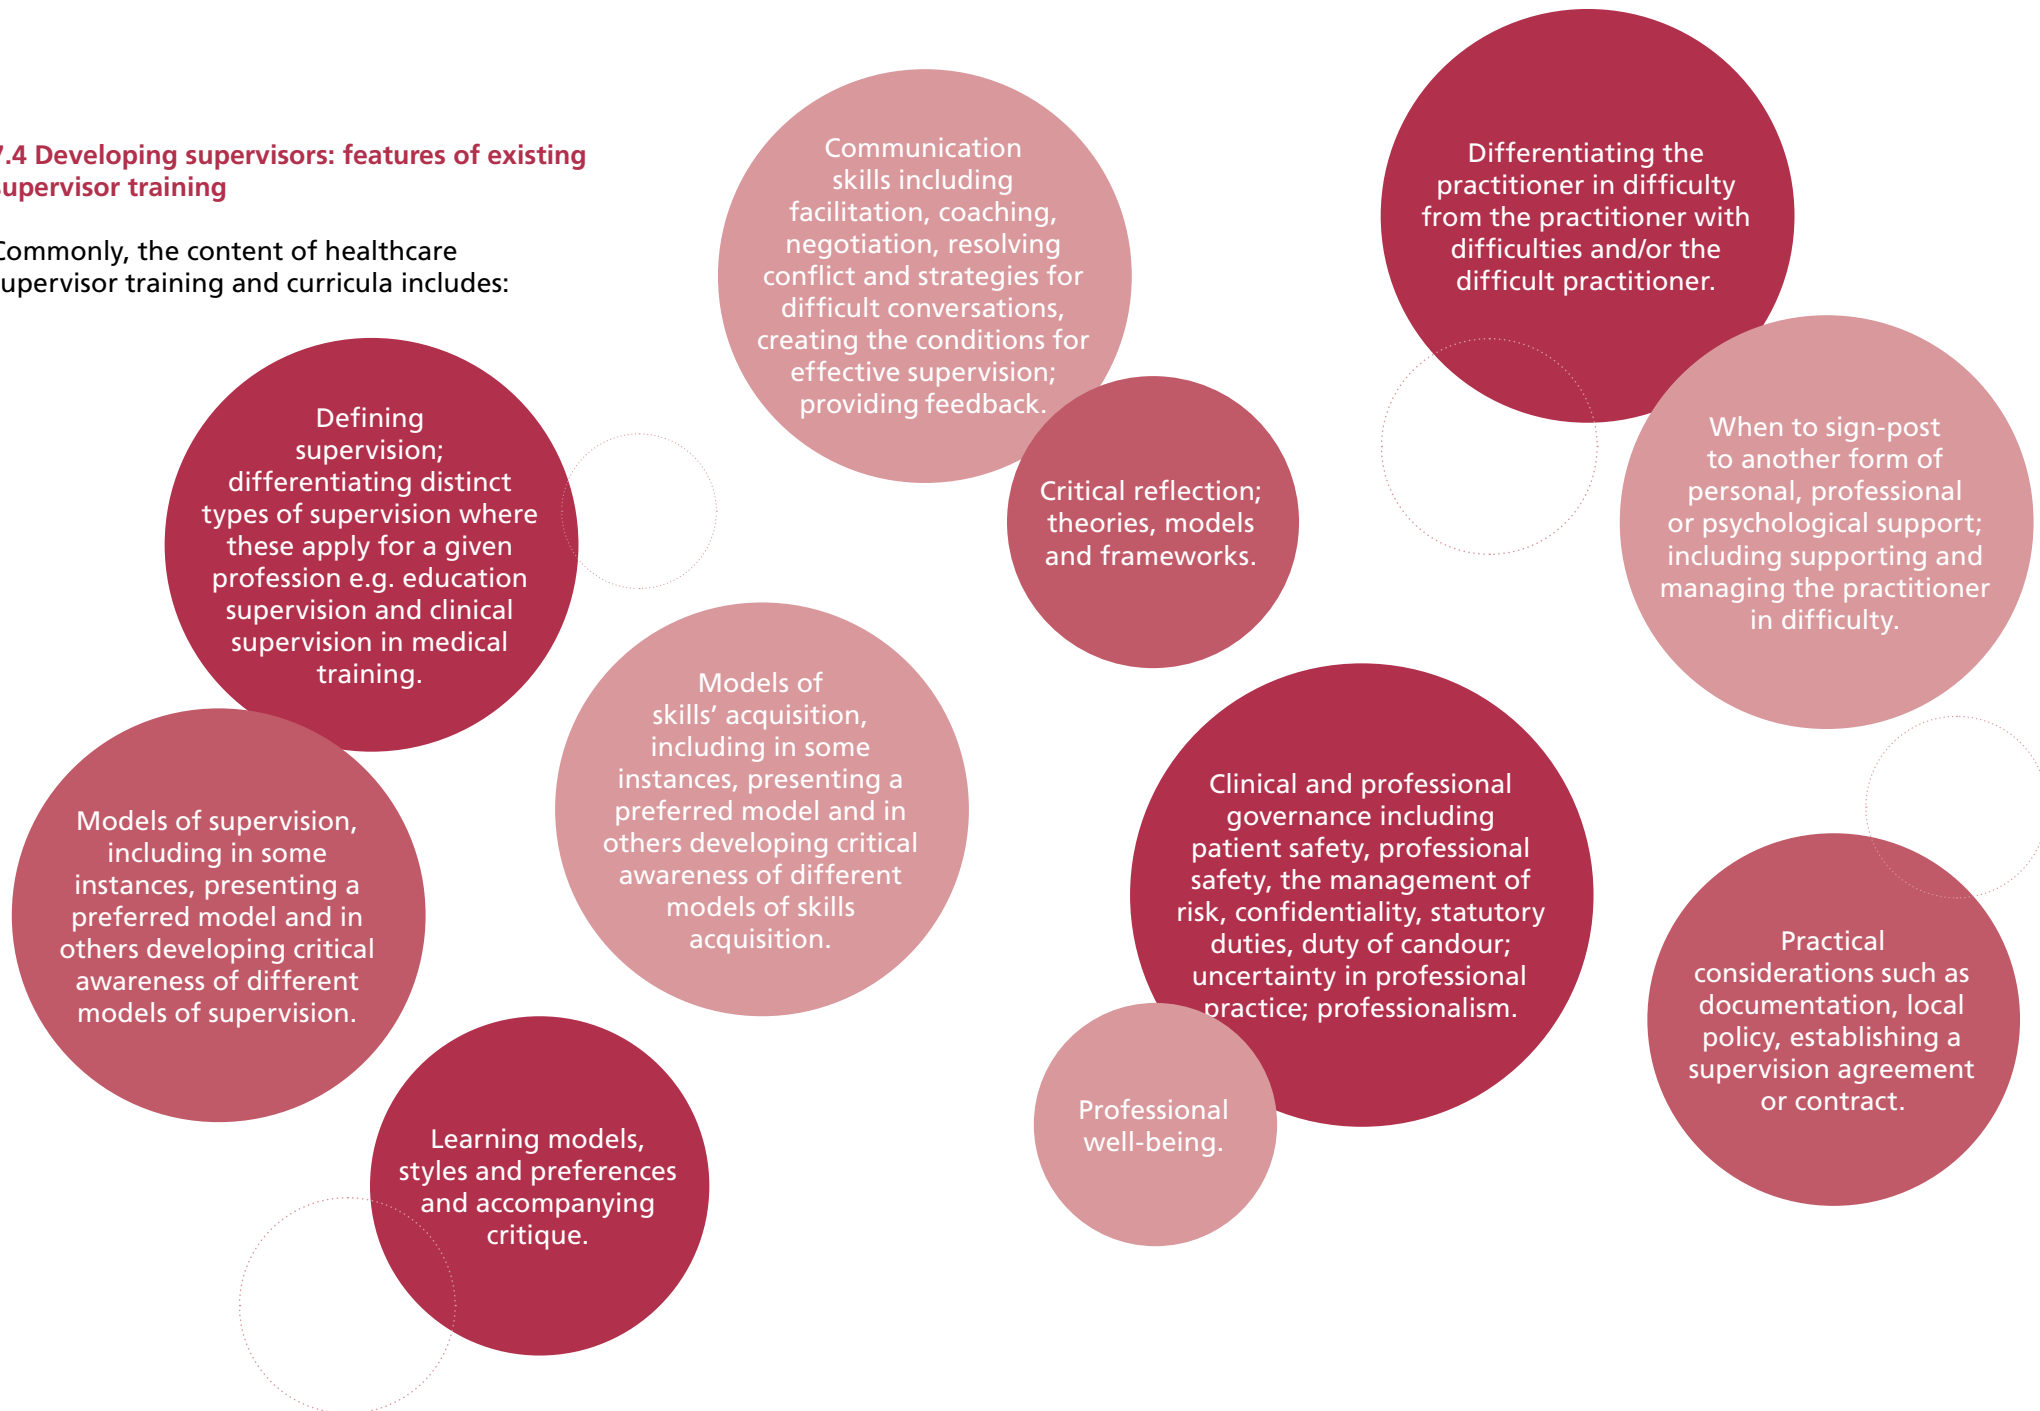 7.4 Developing supervisors: features of existing
supervisor training
Commonly, the content of healthcare
supervisor training and curricula includes:
Defining
supervision;
differentiating distinct
types of supervision where
these apply for a given
profession e.g. education
supervision and clinical
supervision in medical
training.
Models of supervision,
including in some
instances, presenting a
preferred model and in
others developing critical
awareness of different
models of supervision.
Learning models,
styles and preferences
and accompanying
critique.
Models of
skills’ acquisition,
including in some
instances, presenting a
preferred model and in
others developing critical
awareness of different
models of skills
acquisition.
Communication
skills including
facilitation, coaching,
negotiation, resolving
conflict and strategies for
difficult conversations,
creating the conditions for
effective supervision;
providing feedback.
Critical reflection;
theories, models
and frameworks.
Clinical and professional
governance including
patient safety, professional
safety, the management of
risk, confidentiality, statutory
duties, duty of candour;
uncertainty in professional
practice; professionalism.
Professional
well-being.
Differentiating the
practitioner in difficulty
from the practitioner with
difficulties and/or the
difficult practitioner.
When to sign-post
to another form of
personal, professional
or psychological support;
including supporting and
managing the practitioner
in difficulty.
Practical
considerations such as
documentation, local
policy, establishing a
supervision agreement
or contract.